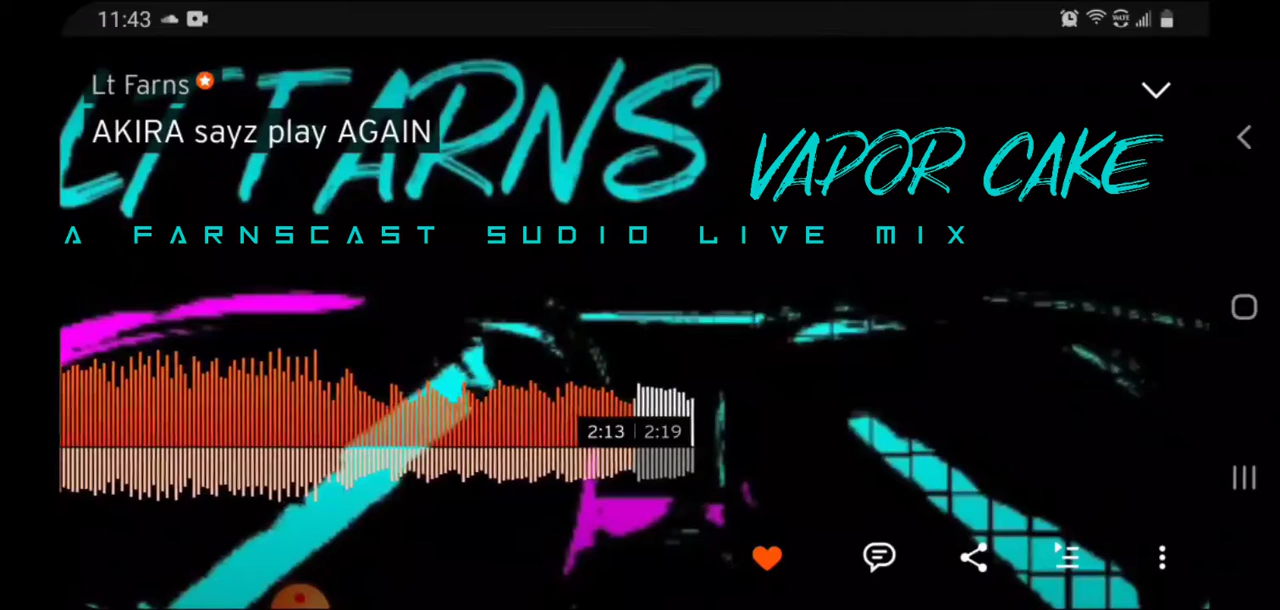 11:43
Lt Farns
AKIRA sayz play AGAIN
LT FARNS
VAPOR CAKE
A FARNSCAST SUDIO LIVE MIX
2:13 | 2:19